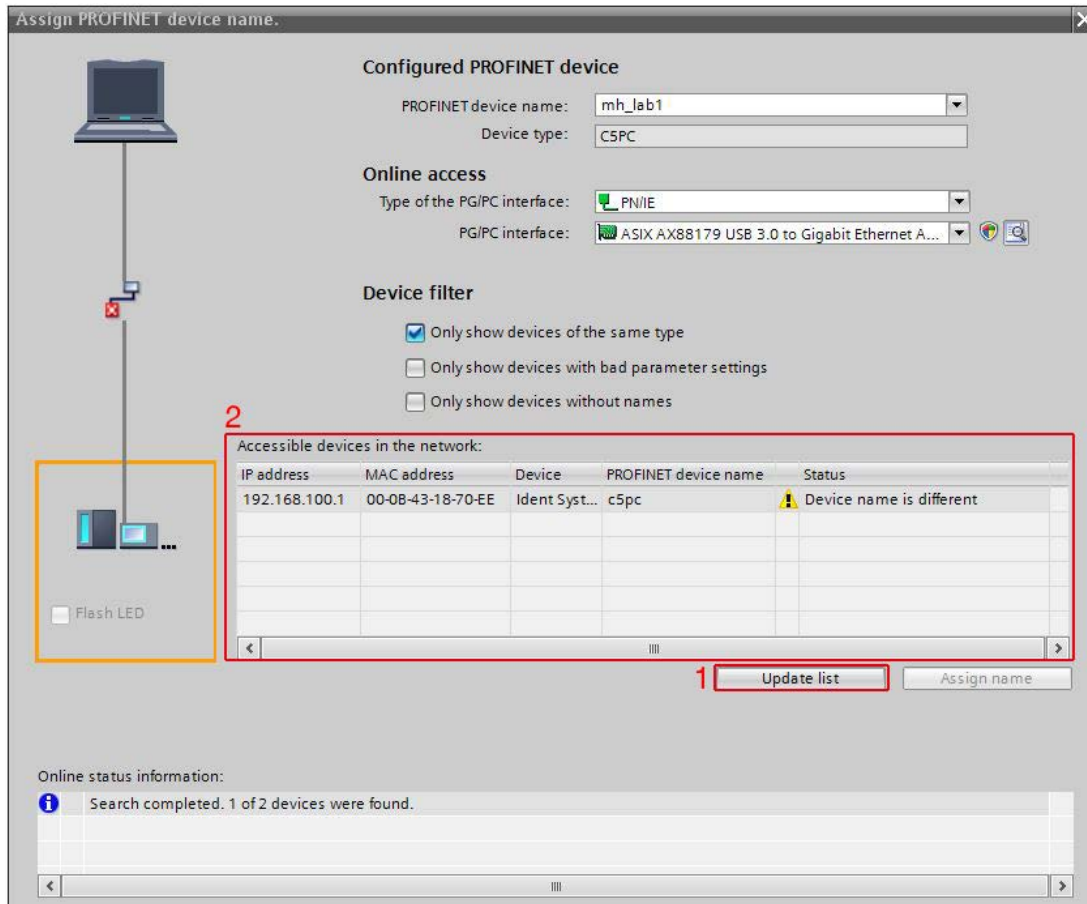 Assign PROFINET device name.
Configured PROFINET device
PROFINET device name: mh_lab1
Device type: C5PC
Online access
Type of the PG/PC interface: PN/IE
PG/PC interface: ASIX AX88179 USB 3.0 to Gigabit Ethernet A...
Device filter
Only show devices of the same type
Only show devices with bad parameter settings
Only show devices without names
2
Accessible devices in the network:
IP address MAC address Device PROFINET device name Status
192.168.100.1 00-0B-43-18-70-EE Ident Syst... c5pc Device name is different
Flash LED
1 Update list Assign name
Online status information:
Search completed. 1 of 2 devices were found.